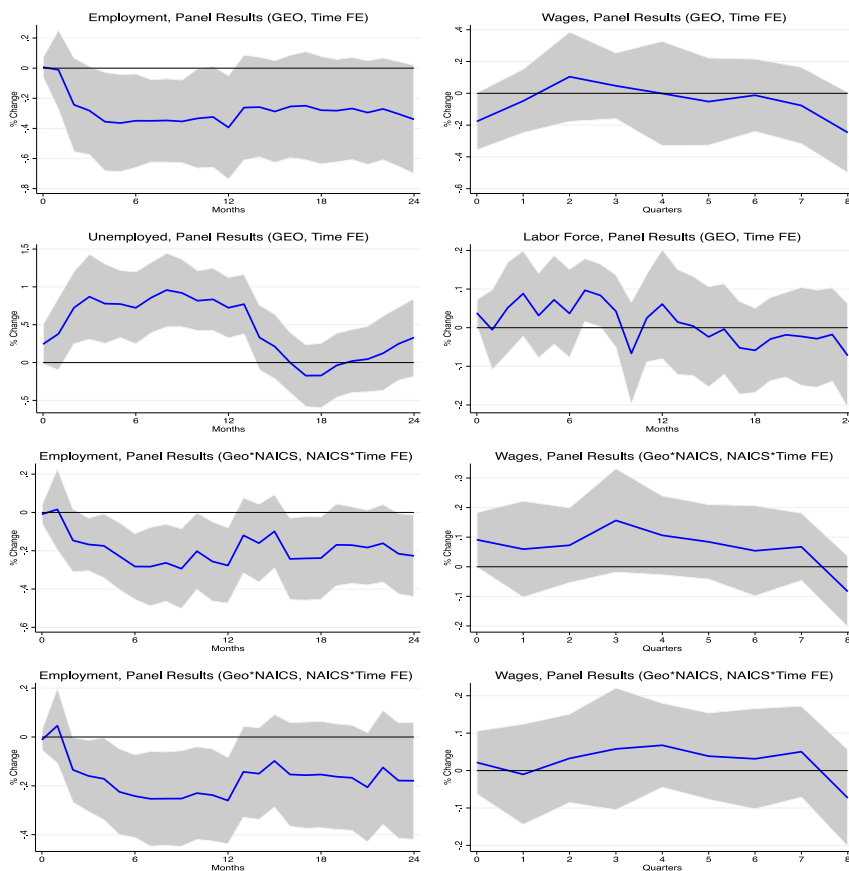 Employment, Panel Results (GEO, Time FE)
% Change
.2
0
-.2
-.4
-.6
-.8
0 6 12 18 24
Months
Wages, Panel Results (GEO, Time FE)
% Change
.4
.2
0
-.2
-.4
-.6
0 1 2 3 4 5 6 7 8
Quarters
Unemployed, Panel Results (GEO, Time FE)
% Change
1.5
1
.5
0
-.5
0 6 12 18 24
Months
Labor Force, Panel Results (GEO, Time FE)
% Change
.2
.1
0
-.1
-.2
0 6 12 18 24
Months
Employment, Panel Results (Geo*NAICS, NAICS*Time FE)
% Change
.2
0
-.2
-.4
-.6
0 6 12 18 24
Months
Wages, Panel Results (Geo*NAICS, NAICS*Time FE)
% Change
.3
.2
.1
0
-.1
-.2
0 1 2 3 4 5 6 7 8
Quarters
Employment, Panel Results (Geo*NAICS, NAICS*Time FE)
% Change
.2
0
-.2
-.4
0 6 12 18 24
Months
Wages, Panel Results (Geo*NAICS, NAICS*Time FE)
% Change
.2
.1
0
-.1
-.2
0 1 2 3 4 5 6 7 8
Quarters